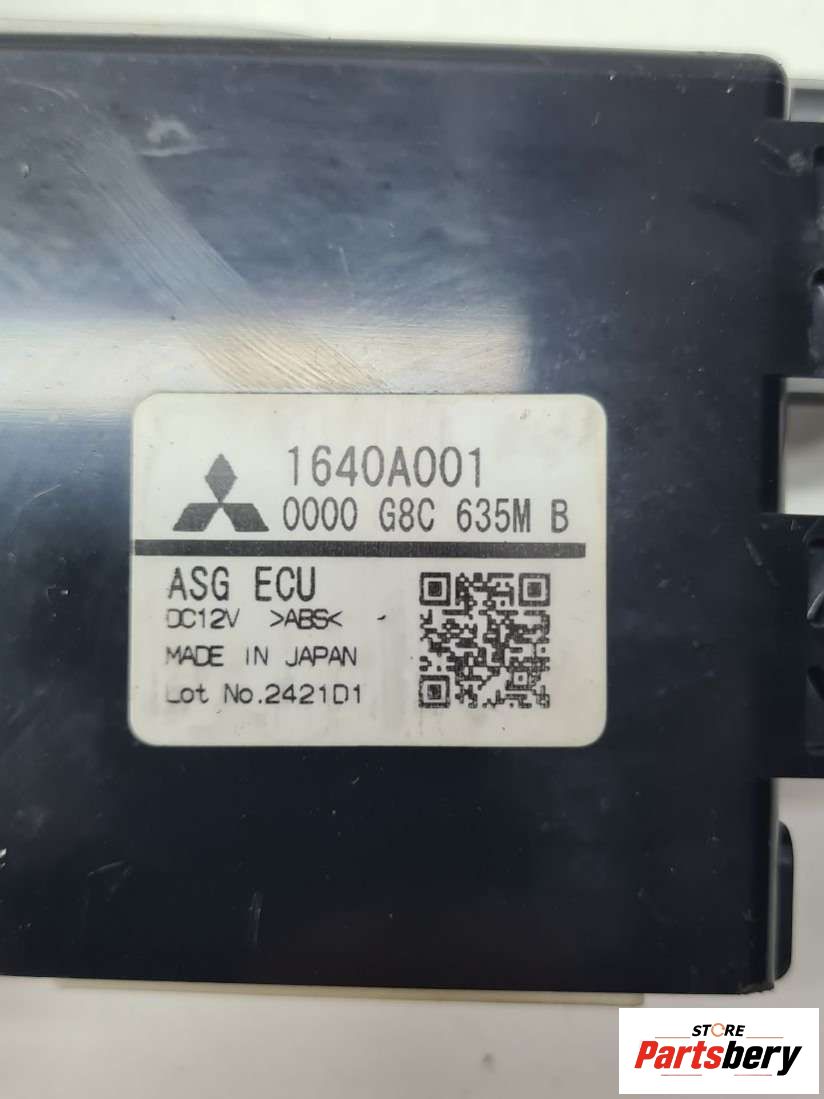 1640A001
0000 G8C 635M B
ASG ECU
DC12V >ABS<
MADE IN JAPAN
Lot No.2421D1
STORE
Partsbery